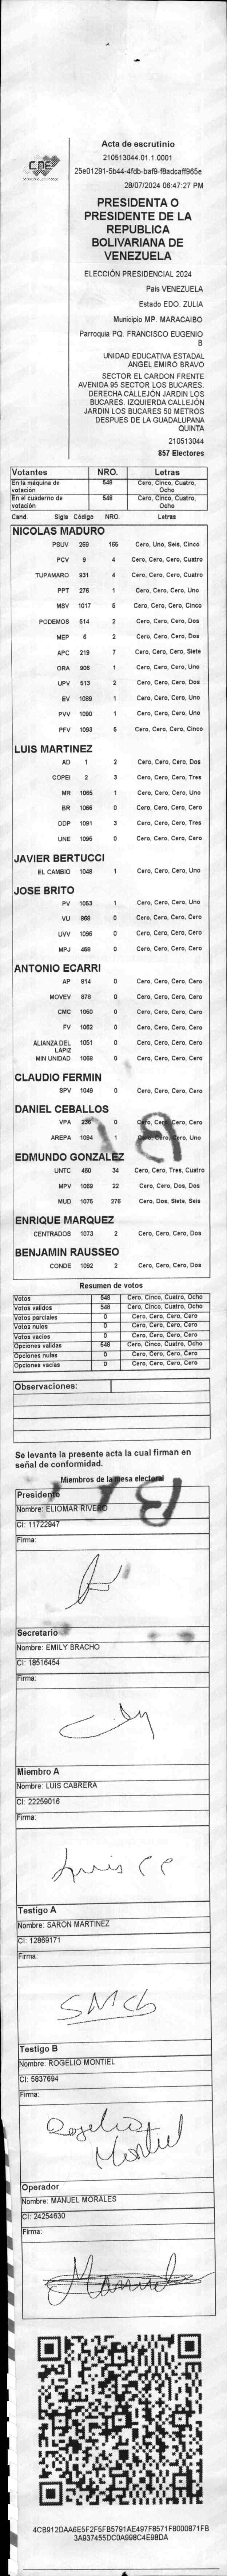 CNE
Acta de escrutinio
210513044.01.1.0001
25e01291-5b44-4fdb-baf9-f8adcaff965e
28/07/2024 06:47:27 PM
PRESIDENTA O
PRESIDENTE DE LA
REPUBLICA
BOLIVARIANA DE
VENEZUELA
ELECCIÓN PRESIDENCIAL 2024
Pais VENEZUELA
Estado EDO. ZULIA
Municipio MP. MARACAIBO
Parroquia PQ. FRANCISCO EUGENIO
B
UNIDAD EDUCATIVA ESTADAL
ANGEL EMIRO BRAVO
SECTOR EL CARDON FRENTE
AVENIDA 95 SECTOR LOS BUCARES.
DERECHA CALLEJÓN JARDIN LOS
BUCARES. IZQUIERDA CALLEJÓN
JARDIN LOS BUCARES 50 METROS
DESPUES DE LA GUADALUPANA
QUINTA
210513044
857 Electores
Votantes NRO. Letras
En la máquina de votación 548 Cero, Cinco, Cuatro, Ocho
En el cuaderno de votación 548 Cero, Cinco, Cuatro, Ocho
Cand. Sigla Código NRO. Letras
NICOLAS MADURO
PSUV 269 165 Cero, Uno, Seis, Cinco
PCV 9 4 Cero, Cero, Cero, Cuatro
TUPAMARO 931 4 Cero, Cero, Cero, Cuatro
PPT 276 1 Cero, Cero, Cero, Uno
MSV 1017 5 Cero, Cero, Cero, Cinco
PODEMOS 514 2 Cero, Cero, Cero, Dos
MEP 6 2 Cero, Cero, Cero, Dos
APC 219 7 Cero, Cero, Cero, Siete
ORA 906 1 Cero, Cero, Cero, Uno
UPV 513 2 Cero, Cero, Cero, Dos
EV 1089 1 Cero, Cero, Cero, Uno
PVV 1090 1 Cero, Cero, Cero, Uno
PFV 1093 5 Cero, Cero, Cero, Cinco
LUIS MARTINEZ
AD 1 2 Cero, Cero, Cero, Dos
COPEI 2 3 Cero, Cero, Cero, Tres
MR 1065 1 Cero, Cero, Cero, Uno
BR 1066 0 Cero, Cero, Cero, Cero
DDP 1091 3 Cero, Cero, Cero, Tres
UNE 1095 0 Cero, Cero, Cero, Cero
JAVIER BERTUCCI
EL CAMBIO 1048 1 Cero, Cero, Cero, Uno
JOSE BRITO
PV 1053 1 Cero, Cero, Cero, Uno
VU 868 0 Cero, Cero, Cero, Cero
UVV 1096 0 Cero, Cero, Cero, Cero
MPJ 458 0 Cero, Cero, Cero, Cero
ANTONIO ECARRI
AP 914 0 Cero, Cero, Cero, Cero
MOVEV 878 0 Cero, Cero, Cero, Cero
CMC 1050 0 Cero, Cero, Cero, Cero
FV 1062 0 Cero, Cero, Cero, Cero
ALIANZA DEL LAPIZ 1051 0 Cero, Cero, Cero, Cero
MIN UNIDAD 1069 0 Cero, Cero, Cero, Cero
CLAUDIO FERMIN
SPV 1049 0 Cero, Cero, Cero, Cero
DANIEL CEBALLOS
VPA 236 0 Cero, Cero, Cero, Cero
AREPA 1094 1 Cero, Cero, Cero, Uno
EDMUNDO GONZALEZ
UNTC 460 34 Cero, Cero, Tres, Cuatro
MPV 1069 22 Cero, Cero, Dos, Dos
MUD 1075 276 Cero, Dos, Siete, Seis
ENRIQUE MARQUEZ
CENTRADOS 1073 2 Cero, Cero, Cero, Dos
BENJAMIN RAUSSEO
CONDE 1092 2 Cero, Cero, Cero, Dos
Resumen de votos
Votos 548 Cero, Cinco, Cuatro, Ocho
Votos validos 548 Cero, Cinco, Cuatro, Ocho
Votos parciales 0 Cero, Cero, Cero, Cero
Votos nulos 0 Cero, Cero, Cero, Cero
Votos vacios 0 Cero, Cero, Cero, Cero
Opciones validas 548 Cero, Cinco, Cuatro, Ocho
Opciones nulas 0 Cero, Cero, Cero, Cero
Opciones vacias 0 Cero, Cero, Cero, Cero
Observaciones:
Se levanta la presente acta la cual firman en
señal de conformidad.
Miembros de la mesa electoral
Presidente
Nombre: ELIOMAR RIVERO
CI: 11722947
Firma:
Secretario
Nombre: EMILY BRACHO
CI: 18516454
Firma:
Miembro A
Nombre: LUIS CABRERA
CI: 22259016
Firma:
Luis CC
Testigo A
Nombre: SARON MARTINEZ
CI: 12869171
Firma:
SMCh
Testigo B
Nombre: ROGELIO MONTIEL
CI: 5837694
Firma:
Rogelio
Montiel
Operador
Nombre: MANUEL MORALES
CI: 24254630
Firma:
Manuel
4CB912DAA6E5F2F5FB5791AE497F8571F8000871FB
3A937455DC0A998C4E98DA